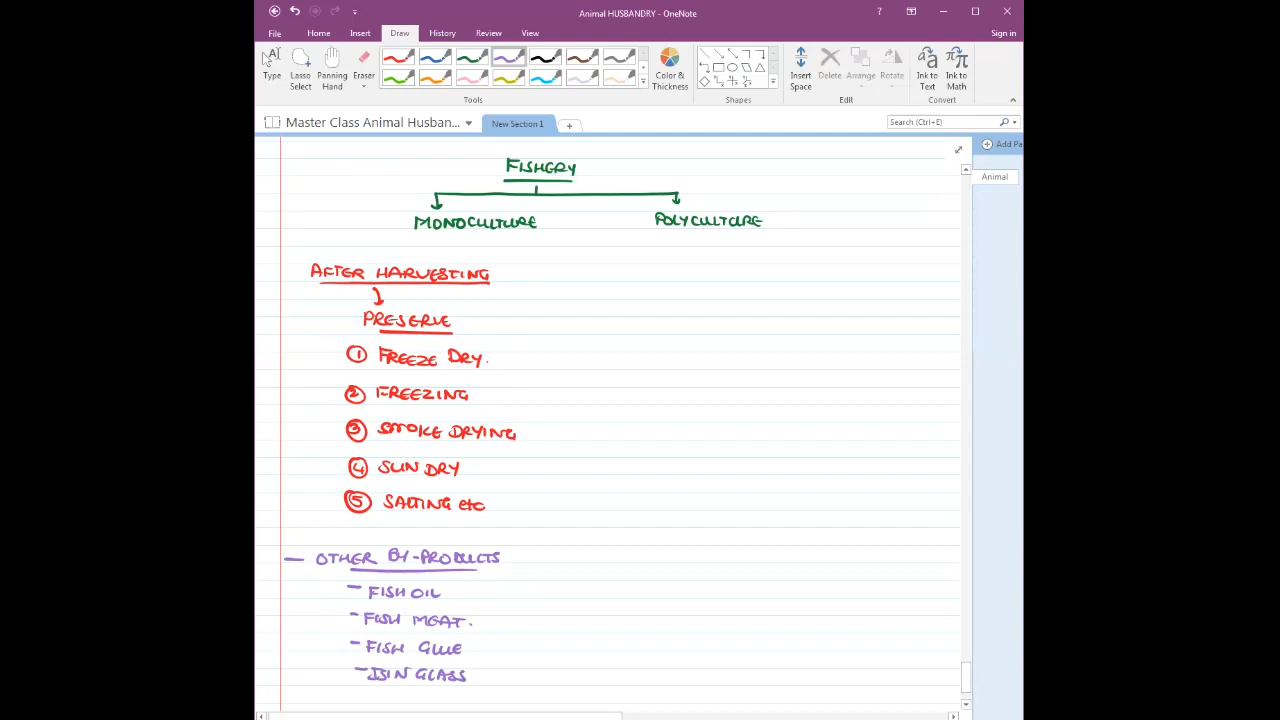 Animal HUSBANDRY - OneNote
?
File Home Insert Draw History Review View Sign in
Type Lasso Select Panning Hand Eraser Color & Thickness Insert Space Delete Arrange Rotate Ink to Text Ink to Math
Tools Shapes Edit Convert
Master Class Animal Husban... New Section 1 Search (Ctrl+E)
Add Pa
Animal
FISHERY
MONOCULTURE POLYCULTURE
AFTER HARVESTING
PRESERVE
① FREEZE DRY.
② FREEZING
③ SMOKE DRYING
④ SUN DRY
⑤ SALTING etc
— OTHER BY-PRODUCTS
- FISH OIL
- FISH MEAT.
- FISH GLUE
- ISIN GLASS